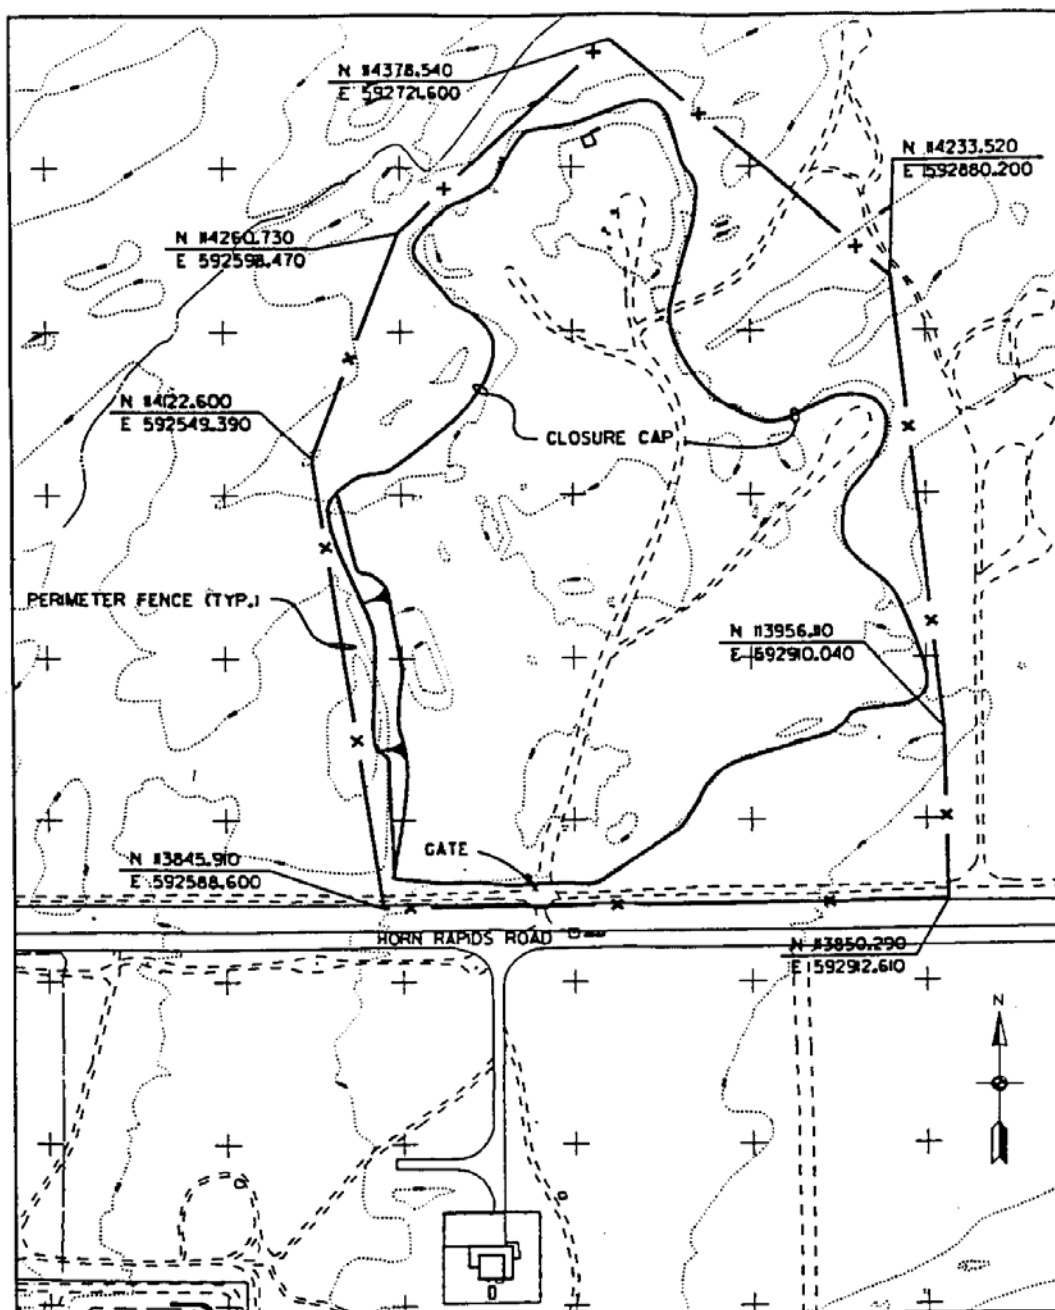 N 114378.540
E 592721.600
N 114233.520
E 592880.200
N 114260.730
E 592598.470
N 114122.600
E 592549.390
CLOSURE CAP
PERIMETER FENCE (TYP.)
N 113956.110
E 592910.040
GATE
N 113845.910
E 592588.600
HORN RAPIDS ROAD
N 113850.290
E 592912.610
N